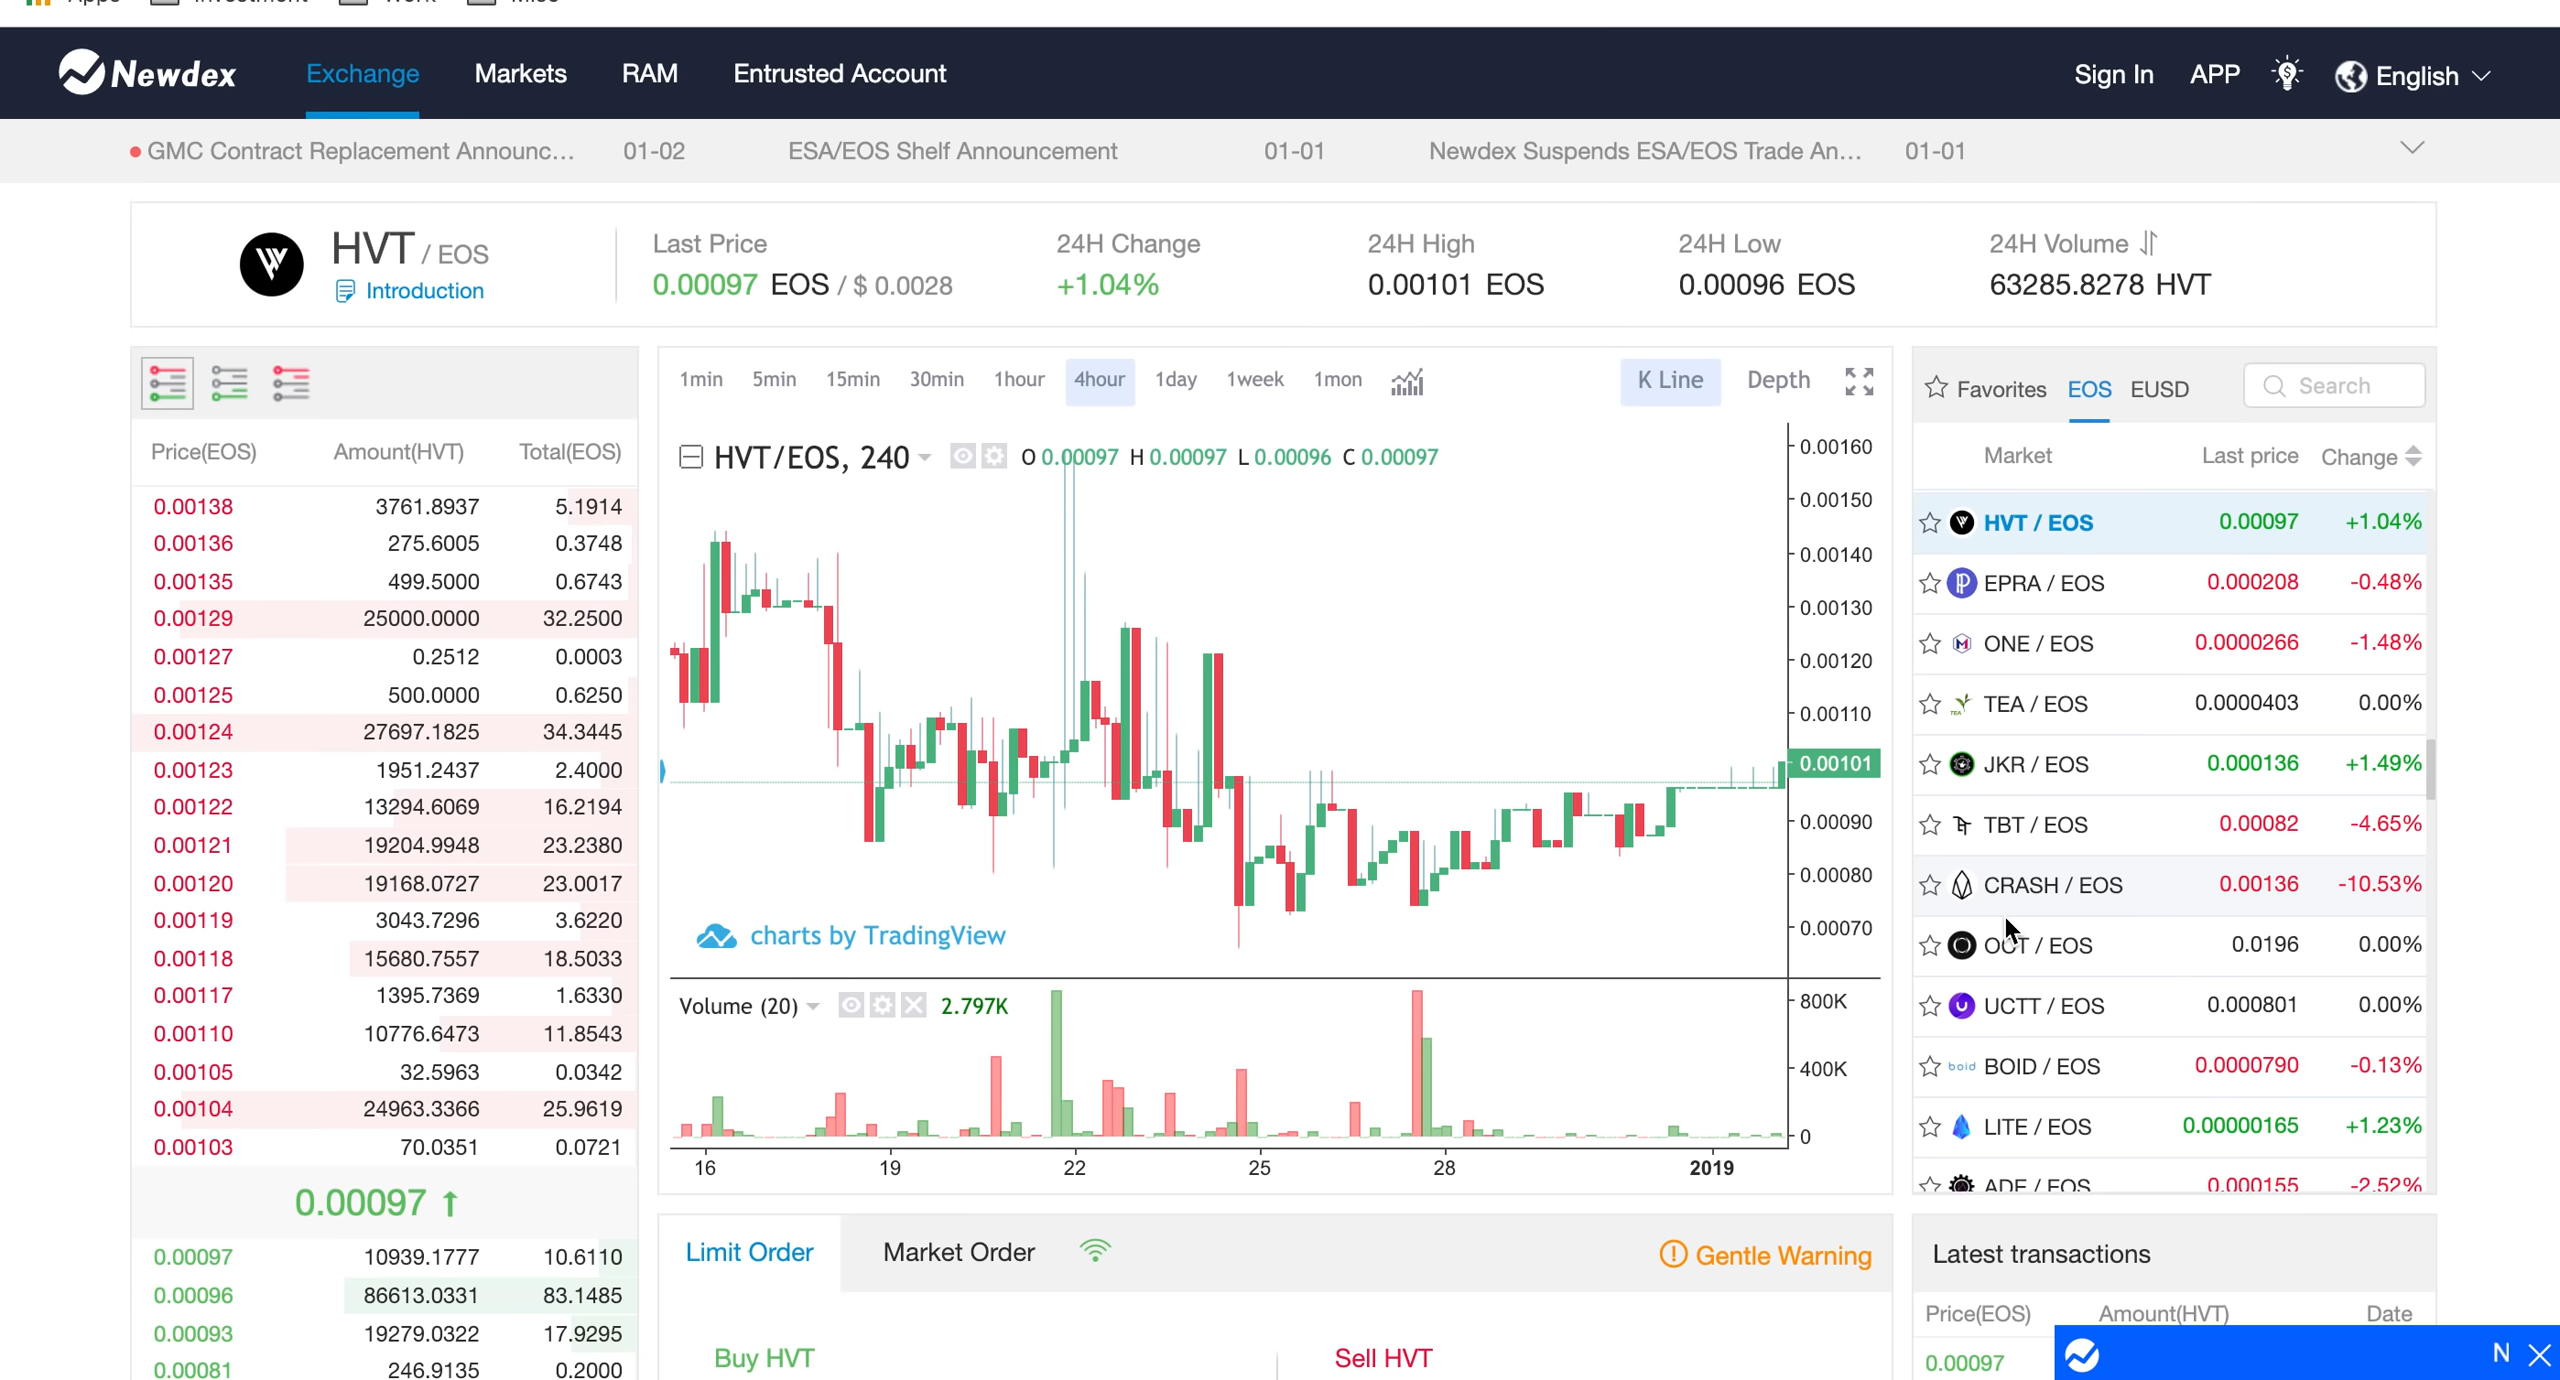 Newdex Exchange Markets RAM Entrusted Account Sign In APP English
GMC Contract Replacement Announc... 01-02 ESA/EOS Shelf Announcement 01-01 Newdex Suspends ESA/EOS Trade An... 01-01
HVT / EOS
Introduction
Last Price 24H Change 24H High 24H Low 24H Volume
0.00097 EOS / $ 0.0028 +1.04% 0.00101 EOS 0.00096 EOS 63285.8278 HVT
Price(EOS) Amount(HVT) Total(EOS)
0.00138 3761.8937 5.1914
0.00136 275.6005 0.3748
0.00135 499.5000 0.6743
0.00129 25000.0000 32.2500
0.00127 0.2512 0.0003
0.00125 500.0000 0.6250
0.00124 27697.1825 34.3445
0.00123 1951.2437 2.4000
0.00122 13294.6069 16.2194
0.00121 19204.9948 23.2380
0.00120 19168.0727 23.0017
0.00119 3043.7296 3.6220
0.00118 15680.7557 18.5033
0.00117 1395.7369 1.6330
0.00110 10776.6473 11.8543
0.00105 32.5963 0.0342
0.00104 24963.3366 25.9619
0.00103 70.0351 0.0721
0.00097 ↑
0.00097 10939.1777 10.6110
0.00096 86613.0331 83.1485
0.00093 19279.0322 17.9295
0.00081 246.9135 0.2000
1min 5min 15min 30min 1hour 4hour 1day 1week 1mon K Line Depth
HVT/EOS, 240 O 0.00097 H 0.00097 L 0.00096 C 0.00097
0.00160
0.00150
0.00140
0.00130
0.00120
0.00110
0.00101
0.00090
0.00080
0.00070
charts by TradingView
Volume (20) 2.797K
800K
400K
0
16 19 22 25 28 2019
Limit Order Market Order Gentle Warning
Buy HVT Sell HVT
Favorites EOS EUSD Search
Market Last price Change
HVT / EOS 0.00097 +1.04%
EPRA / EOS 0.000208 -0.48%
ONE / EOS 0.0000266 -1.48%
TEA / EOS 0.0000403 0.00%
JKR / EOS 0.000136 +1.49%
TBT / EOS 0.00082 -4.65%
CRASH / EOS 0.00136 -10.53%
OCT / EOS 0.0196 0.00%
UCTT / EOS 0.000801 0.00%
boid BOID / EOS 0.0000790 -0.13%
LITE / EOS 0.00000165 +1.23%
ADE / EOS 0.000155 -2.52%
Latest transactions
Price(EOS) Amount(HVT) Date
0.00097
N